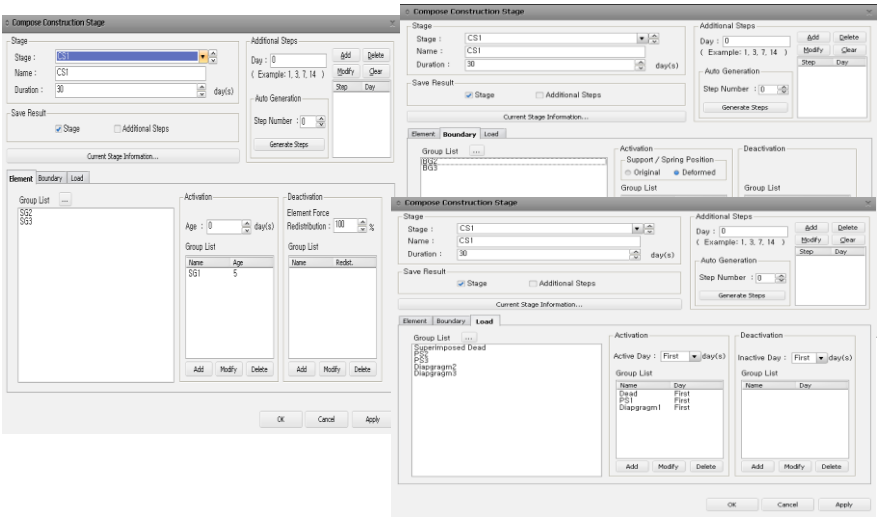 Compose Construction Stage
Stage
Stage : CS1
Name : CS1
Duration : 30 day(s)
Additional Steps
Day : 0 Add Delete
( Example: 1, 3, 7, 14 ) Modify Clear
Step Day
Auto Generation
Step Number : 0
Generate Steps
Save Result
Stage Additional Steps
Current Stage Information...
Element Boundary Load
Group List ...
SG2
SG3
Activation
Age : 0 day(s)
Group List
Name Age
SG1 5
Add Modify Delete
Deactivation
Element Force
Redistribution : 100 %
Group List
Name Redist.
Add Modify Delete
OK Cancel Apply
Compose Construction Stage
Stage
Stage : CS1
Name : CS1
Duration : 30 day(s)
Additional Steps
Day : 0 Add Delete
( Example: 1, 3, 7, 14 ) Modify Clear
Step Day
Auto Generation
Step Number : 0
Generate Steps
Save Result
Stage Additional Steps
Current Stage Information...
Element Boundary Load
Group List ...
BG2
BG3
Activation
Support / Spring Position
Original Deformed
Group List
Deactivation
Group List
Compose Construction Stage
Stage
Stage : CS1
Name : CS1
Duration : 30 day(s)
Additional Steps
Day : 0 Add Delete
( Example: 1, 3, 7, 14 ) Modify Clear
Step Day
Auto Generation
Step Number : 0
Generate Steps
Save Result
Stage Additional Steps
Current Stage Information...
Element Boundary Load
Group List ...
Superimposed Dead
PS2
PS3
Diapgragm2
Diapgragm3
Activation
Active Day : First day(s)
Group List
Name Day
Dead First
PS1 First
Diapgragm1 First
Add Modify Delete
Deactivation
Inactive Day : First day(s)
Group List
Name Day
Add Modify Delete
OK Cancel Apply